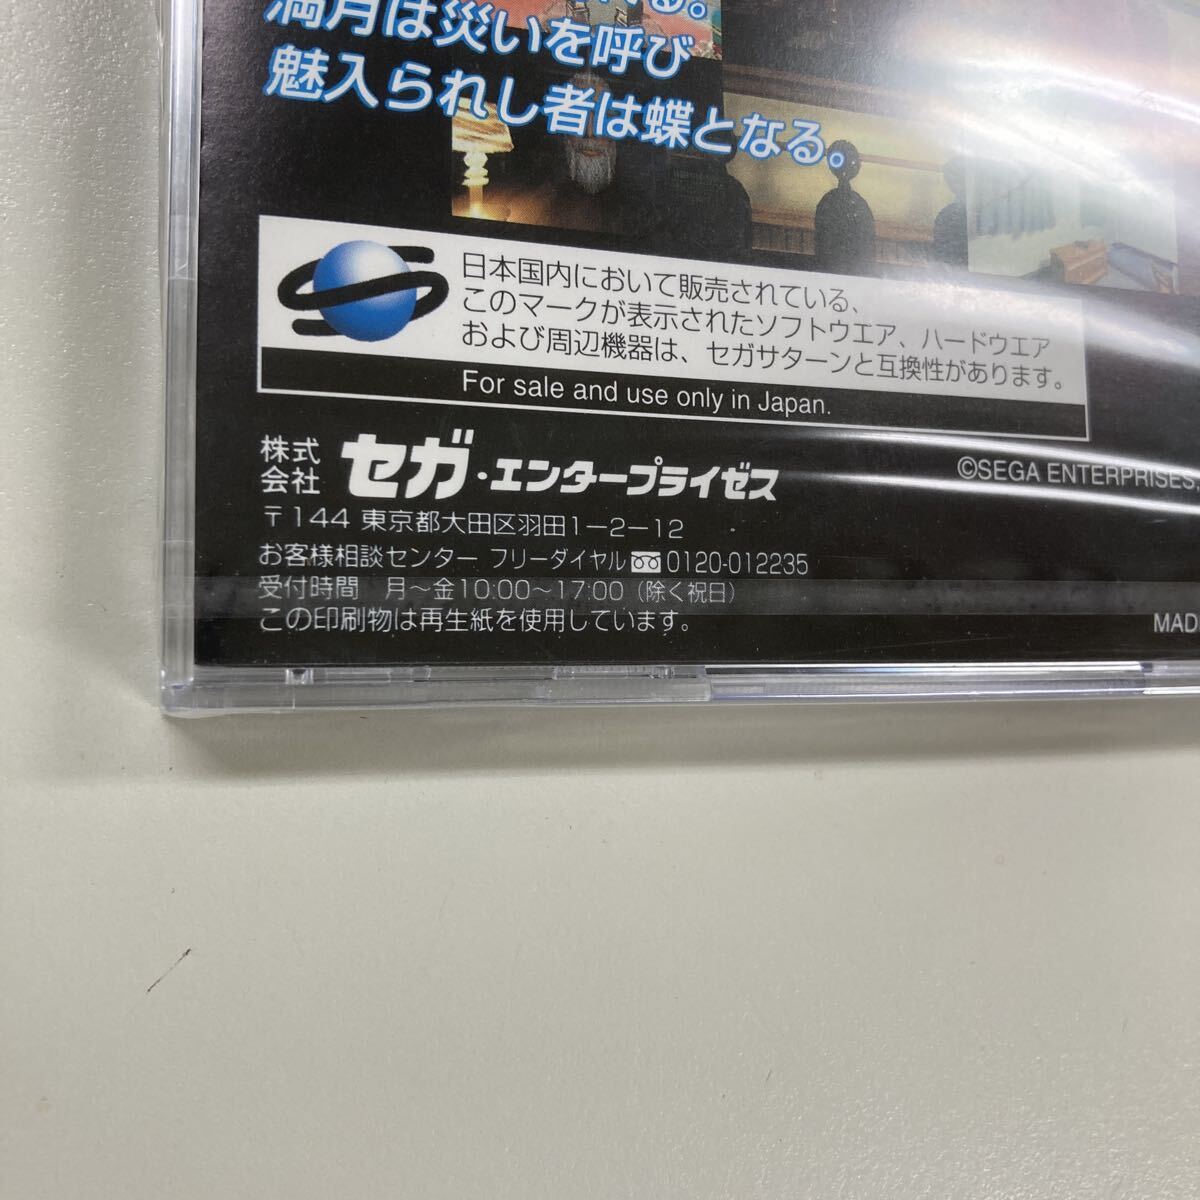 る。
満月は災いを呼び
魅入られし者は蝶となる。
日本国内において販売されている、
このマークが表示されたソフトウエア、ハードウエア
および周辺機器は、セガサターンと互換性があります。
For sale and use only in Japan.
株式会社 セガ・エンタープライゼス
©SEGA ENTERPRISES,
〒144 東京都大田区羽田1-2-12
お客様相談センター フリーダイヤル 0120-012235
受付時間 月〜金10:00〜17:00(除く祝日)
この印刷物は再生紙を使用しています。
MAD